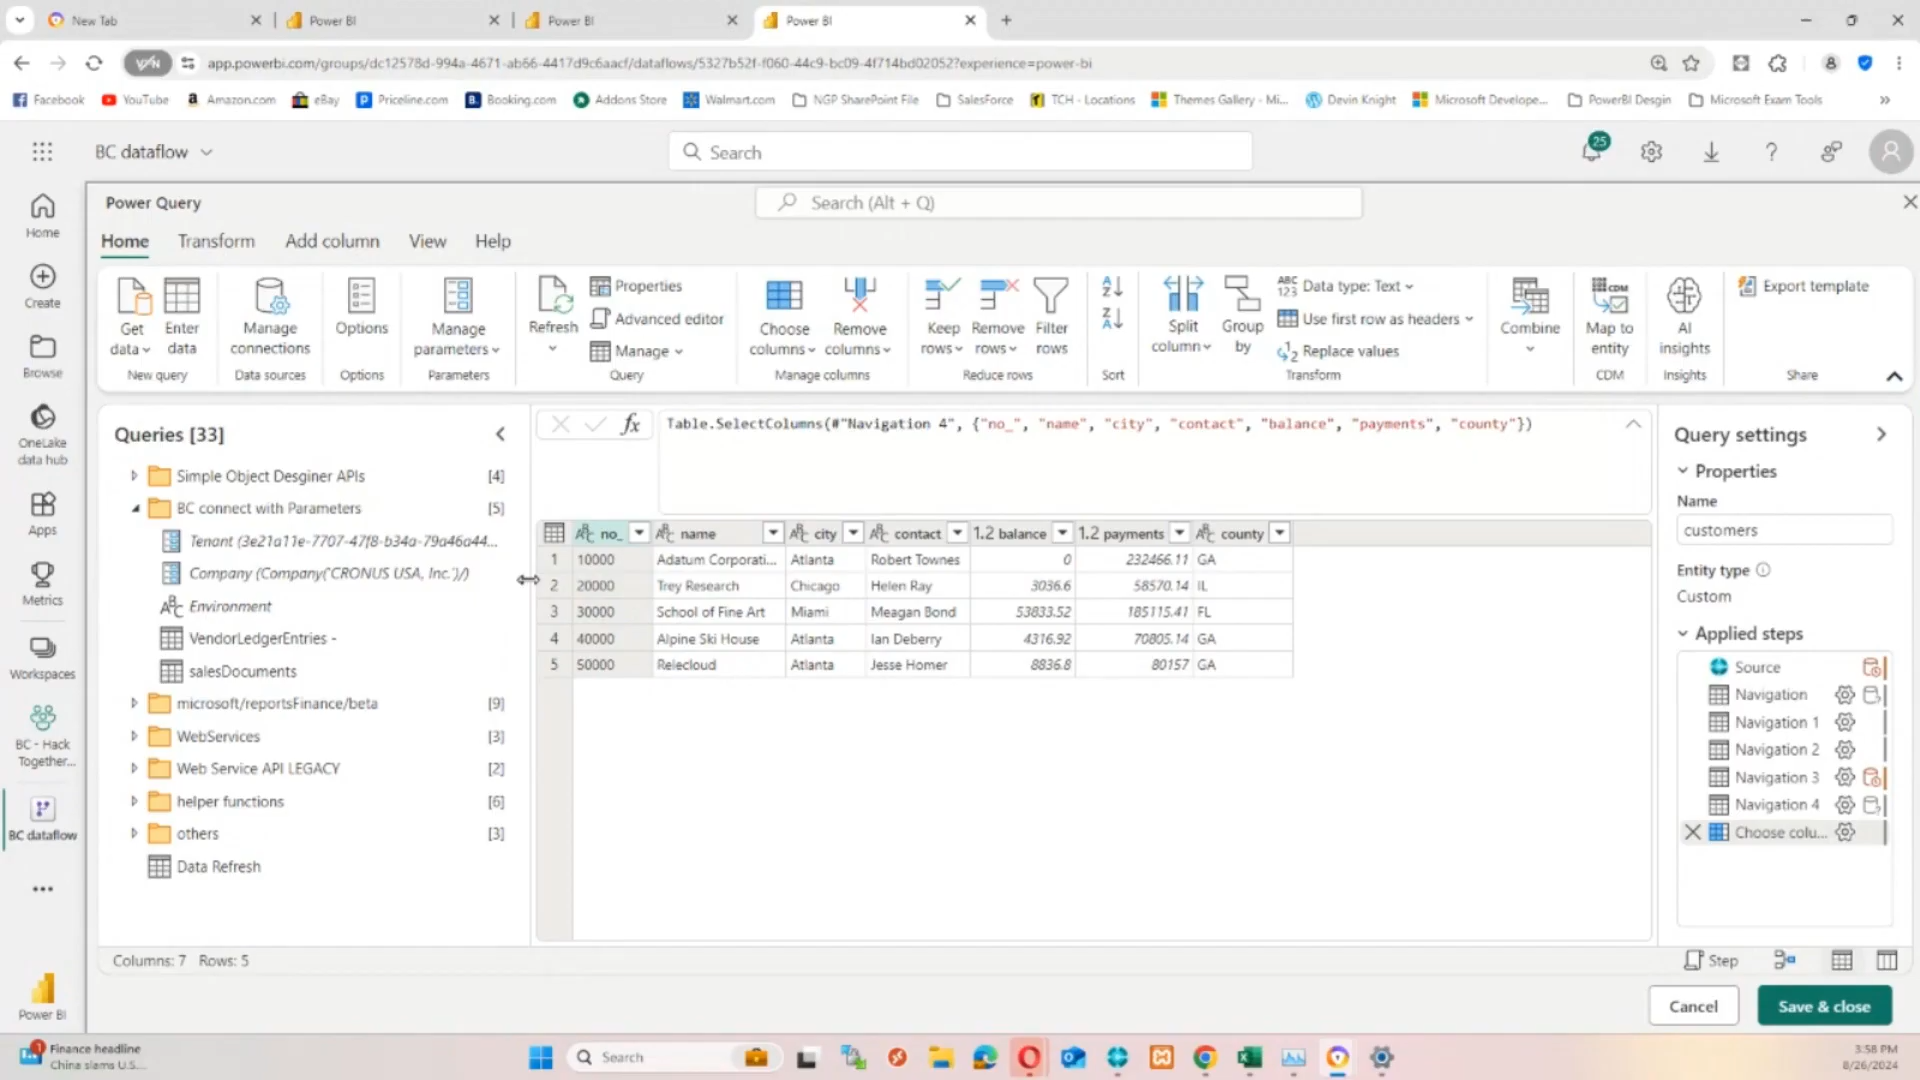 New Tab
Power BI
Power BI
Power BI
app.powerbi.com/groups/dc12578d-994a-4671-ab66-4417d9c6aacf/dataflows/5327b52f-f060-44c9-bc09-4f714bd02052?experience=power-bi
Facebook YouTube Amazon.com eBay Priceline.com Booking.com Addons Store Walmart.com NGP SharePoint File SalesForce TCH - Locations Themes Gallery - Mi... Devin Knight Microsoft Develope... PowerBI Desgin Microsoft Exam Tools »
BC dataflow
Search
25
Power Query
Search (Alt + Q)
Home Transform Add column View Help
Get data
Enter data
New query
Manage connections
Data sources
Options
Options
Manage parameters
Parameters
Refresh
Properties
Advanced editor
Manage
Query
Choose columns
Remove columns
Manage columns
Keep rows
Remove rows
Filter rows
Reduce rows
Sort
Split column
Group by
Data type: Text
Use first row as headers
Replace values
Transform
Combine
Map to entity
CDM
AI insights
Insights
Export template
Share
Home
Create
Browse
OneLake data hub
Apps
Metrics
Workspaces
BC - Hack Together...
BC dataflow
Power BI
Queries [33]
Simple Object Desginer APIs [4]
BC connect with Parameters [5]
Tenant (3e21a11e-7707-47f8-b34a-79a46a44...
Company (Company('CRONUS USA, Inc.')/)
Environment
VendorLedgerEntries -
salesDocuments
microsoft/reportsFinance/beta [9]
WebServices [3]
Web Service API LEGACY [2]
helper functions [6]
others [3]
Data Refresh
fx
Table.SelectColumns(#"Navigation 4", {"no_", "name", "city", "contact", "balance", "payments", "county"})
no_ name city contact 1.2 balance 1.2 payments county
1 10000 Adatum Corporati... Atlanta Robert Townes 0 232466.11 GA
2 20000 Trey Research Chicago Helen Ray 3036.6 58570.14 IL
3 30000 School of Fine Art Miami Meagan Bond 53833.52 185115.41 FL
4 40000 Alpine Ski House Atlanta Ian Deberry 4316.92 70805.14 GA
5 50000 Relecloud Atlanta Jesse Homer 8836.8 80157 GA
Query settings
Properties
Name
customers
Entity type
Custom
Applied steps
Source
Navigation
Navigation 1
Navigation 2
Navigation 3
Navigation 4
Choose colu...
Columns: 7 Rows: 5
Step
Cancel
Save & close
Finance headline
China slams U.S....
Search
3:58 PM
8/26/2024